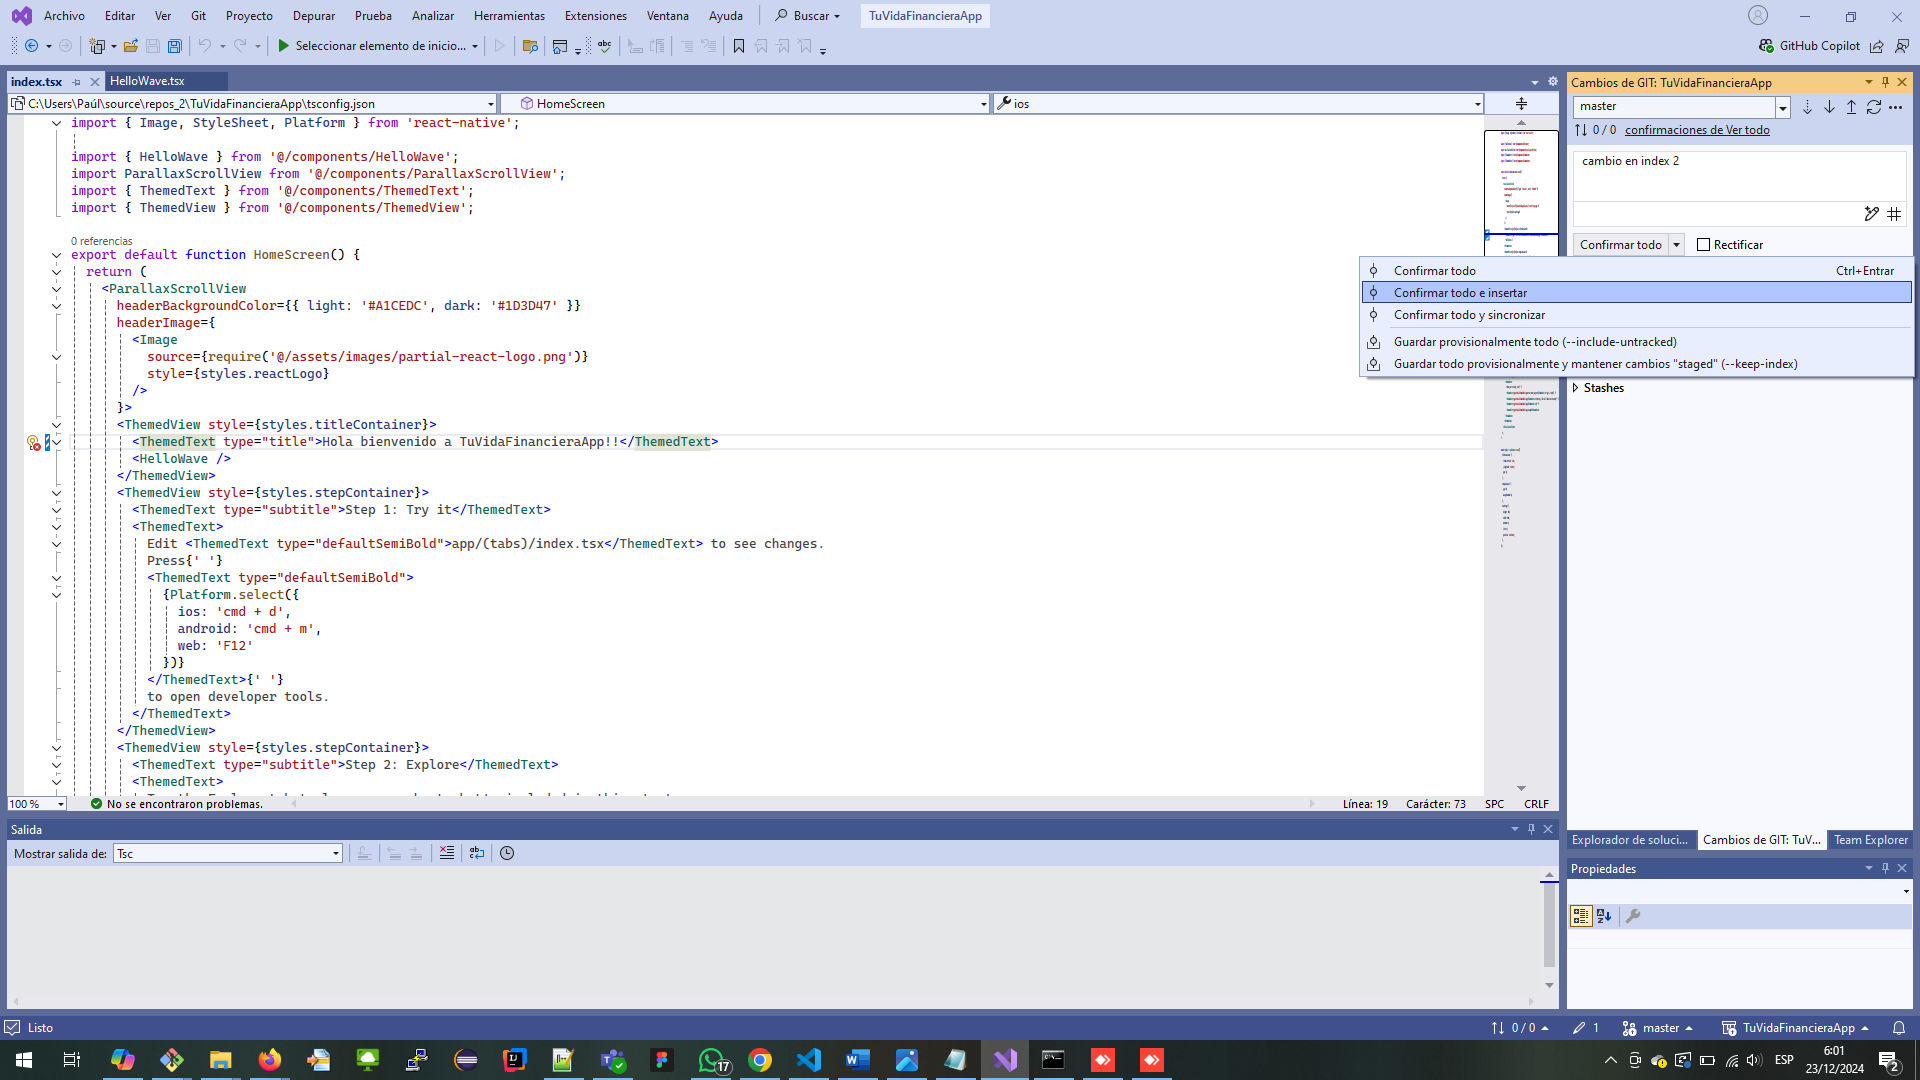 Archivo Editar Ver Git Proyecto Depurar Prueba Analizar Herramientas Extensiones Ventana Ayuda Buscar TuVidaFinancieraApp
Seleccionar elemento de inicio... GitHub Copilot
index.tsx HelloWave.tsx
C:\Users\Paúl\source\repos_2\TuVidaFinancieraApp\tsconfig.json HomeScreen ios
import { Image, StyleSheet, Platform } from 'react-native';
import { HelloWave } from '@/components/HelloWave';
import ParallaxScrollView from '@/components/ParallaxScrollView';
import { ThemedText } from '@/components/ThemedText';
import { ThemedView } from '@/components/ThemedView';
0 referencias
export default function HomeScreen() {
return (
<ParallaxScrollView
headerBackgroundColor={{ light: '#A1CEDC', dark: '#1D3D47' }}
headerImage={
<Image
source={require('@/assets/images/partial-react-logo.png')}
style={styles.reactLogo}
/>
}>
<ThemedView style={styles.titleContainer}>
<ThemedText type="title">Hola bienvenido a TuVidaFinancieraApp!!</ThemedText>
<HelloWave />
</ThemedView>
<ThemedView style={styles.stepContainer}>
<ThemedText type="subtitle">Step 1: Try it</ThemedText>
<ThemedText>
Edit <ThemedText type="defaultSemiBold">app/(tabs)/index.tsx</ThemedText> to see changes.
Press{' '}
<ThemedText type="defaultSemiBold">
{Platform.select({
ios: 'cmd + d',
android: 'cmd + m',
web: 'F12'
})}
</ThemedText>{' '}
to open developer tools.
</ThemedText>
</ThemedView>
<ThemedView style={styles.stepContainer}>
<ThemedText type="subtitle">Step 2: Explore</ThemedText>
<ThemedText>
100 % No se encontraron problemas. Línea: 19 Carácter: 73 SPC CRLF
Salida
Mostrar salida de: Tsc
Cambios de GIT: TuVidaFinancieraApp
master
0 / 0 confirmaciones de Ver todo
cambio en index 2
Confirmar todo Rectificar
Confirmar todo Ctrl+Entrar
Confirmar todo e insertar
Confirmar todo y sincronizar
Guardar provisionalmente todo (--include-untracked)
Guardar todo provisionalmente y mantener cambios "staged" (--keep-index)
Stashes
Explorador de soluci... Cambios de GIT: TuV... Team Explorer
Propiedades
Listo 0 / 0 1 master TuVidaFinancieraApp
17 ESP 6:01
23/12/2024 2